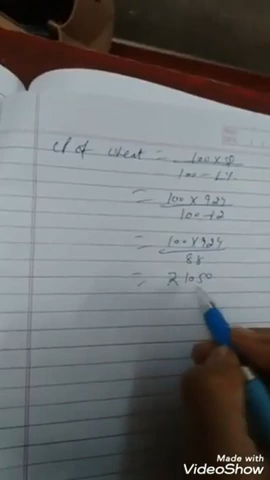 CP of wheat = 100 × SP
100 - L%
= 100 × 924
100 - 12
= 100 × 924
88
= ₹ 1050
Made with
VideoShow